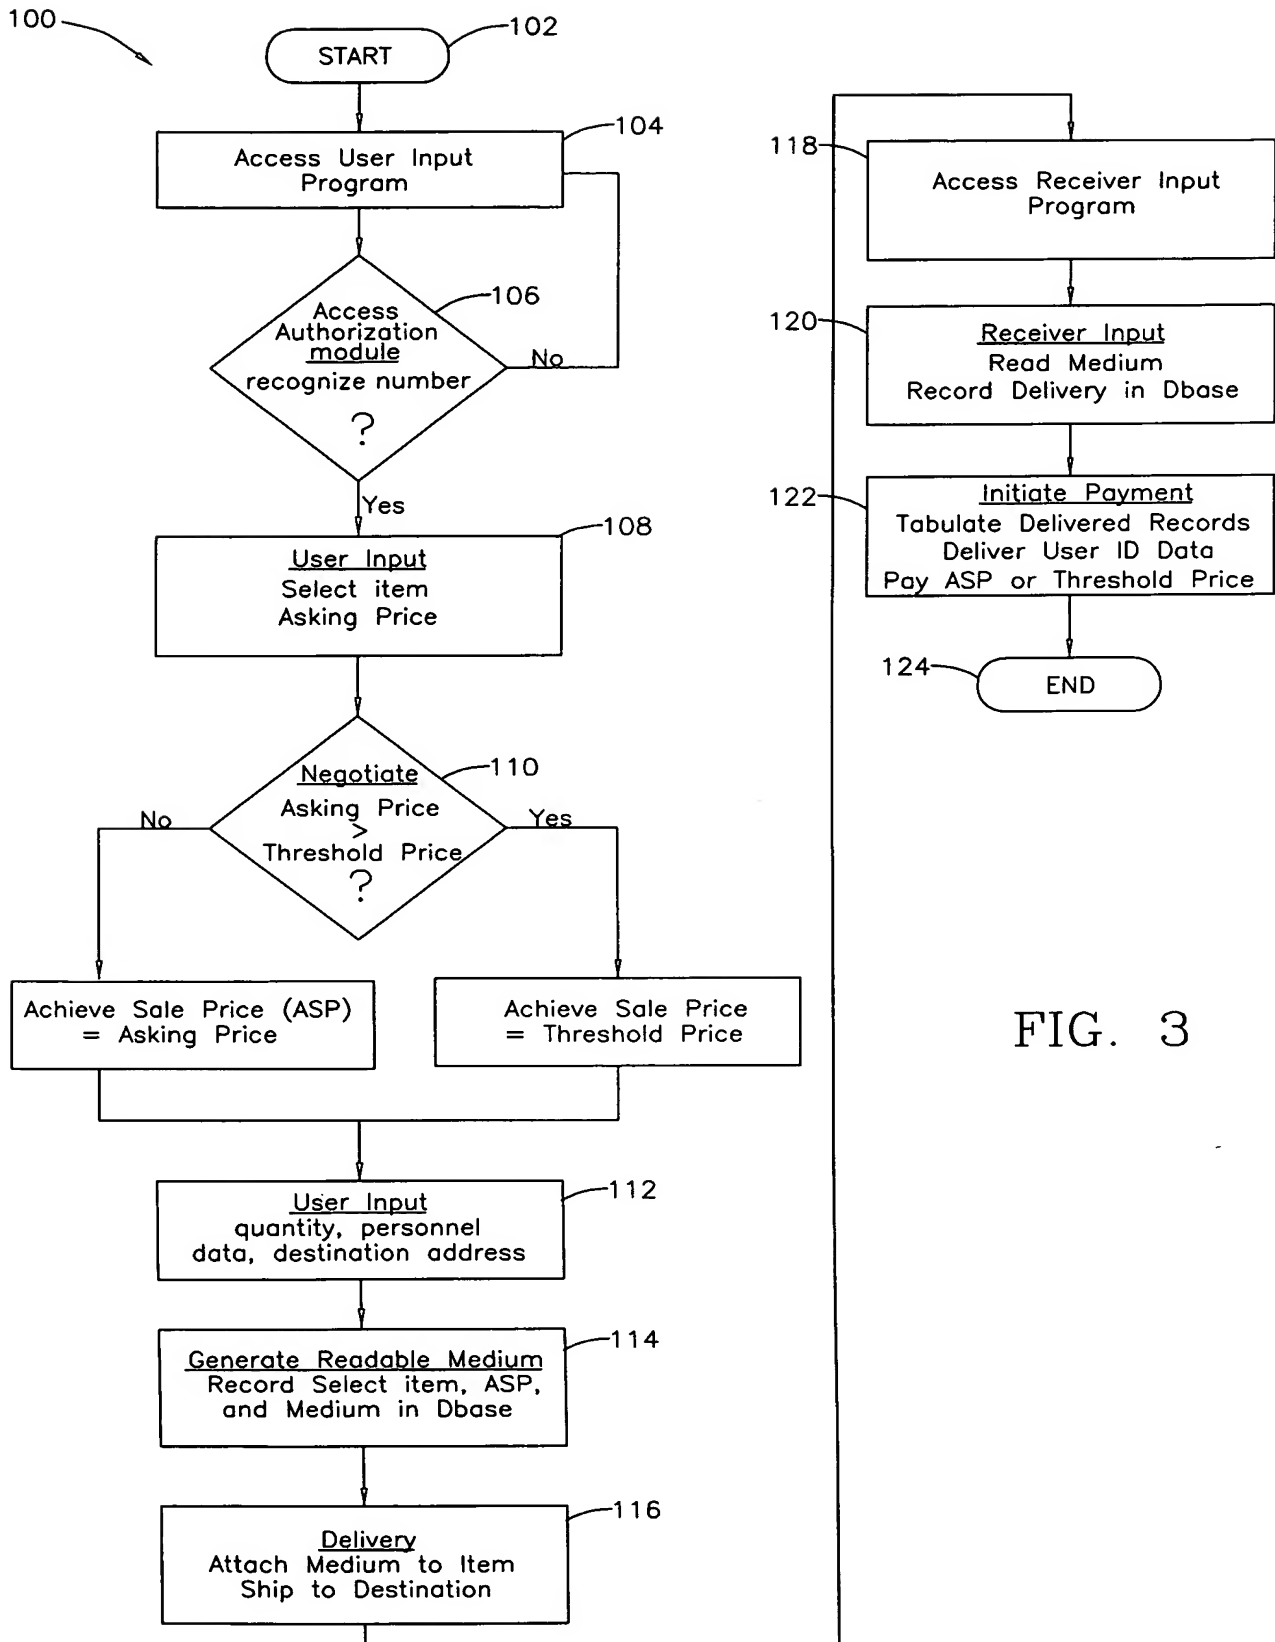 100
START
102
Access User Input
Program
104
Access
Authorization
module
recognize number
?
106
No
Yes
User Input
Select item
Asking Price
108
Negotiate
Asking Price
>
Threshold Price
?
110
No
Yes
Achieve Sale Price (ASP)
= Asking Price
Achieve Sale Price
= Threshold Price
User Input
quantity, personnel
data, destination address
112
Generate Readable Medium
Record Select item, ASP,
and Medium in Dbase
114
Delivery
Attach Medium to Item
Ship to Destination
116
118
Access Receiver Input
Program
120
Receiver Input
Read Medium
Record Delivery in Dbase
122
Initiate Payment
Tabulate Delivered Records
Deliver User ID Data
Pay ASP or Threshold Price
124
END
FIG. 3